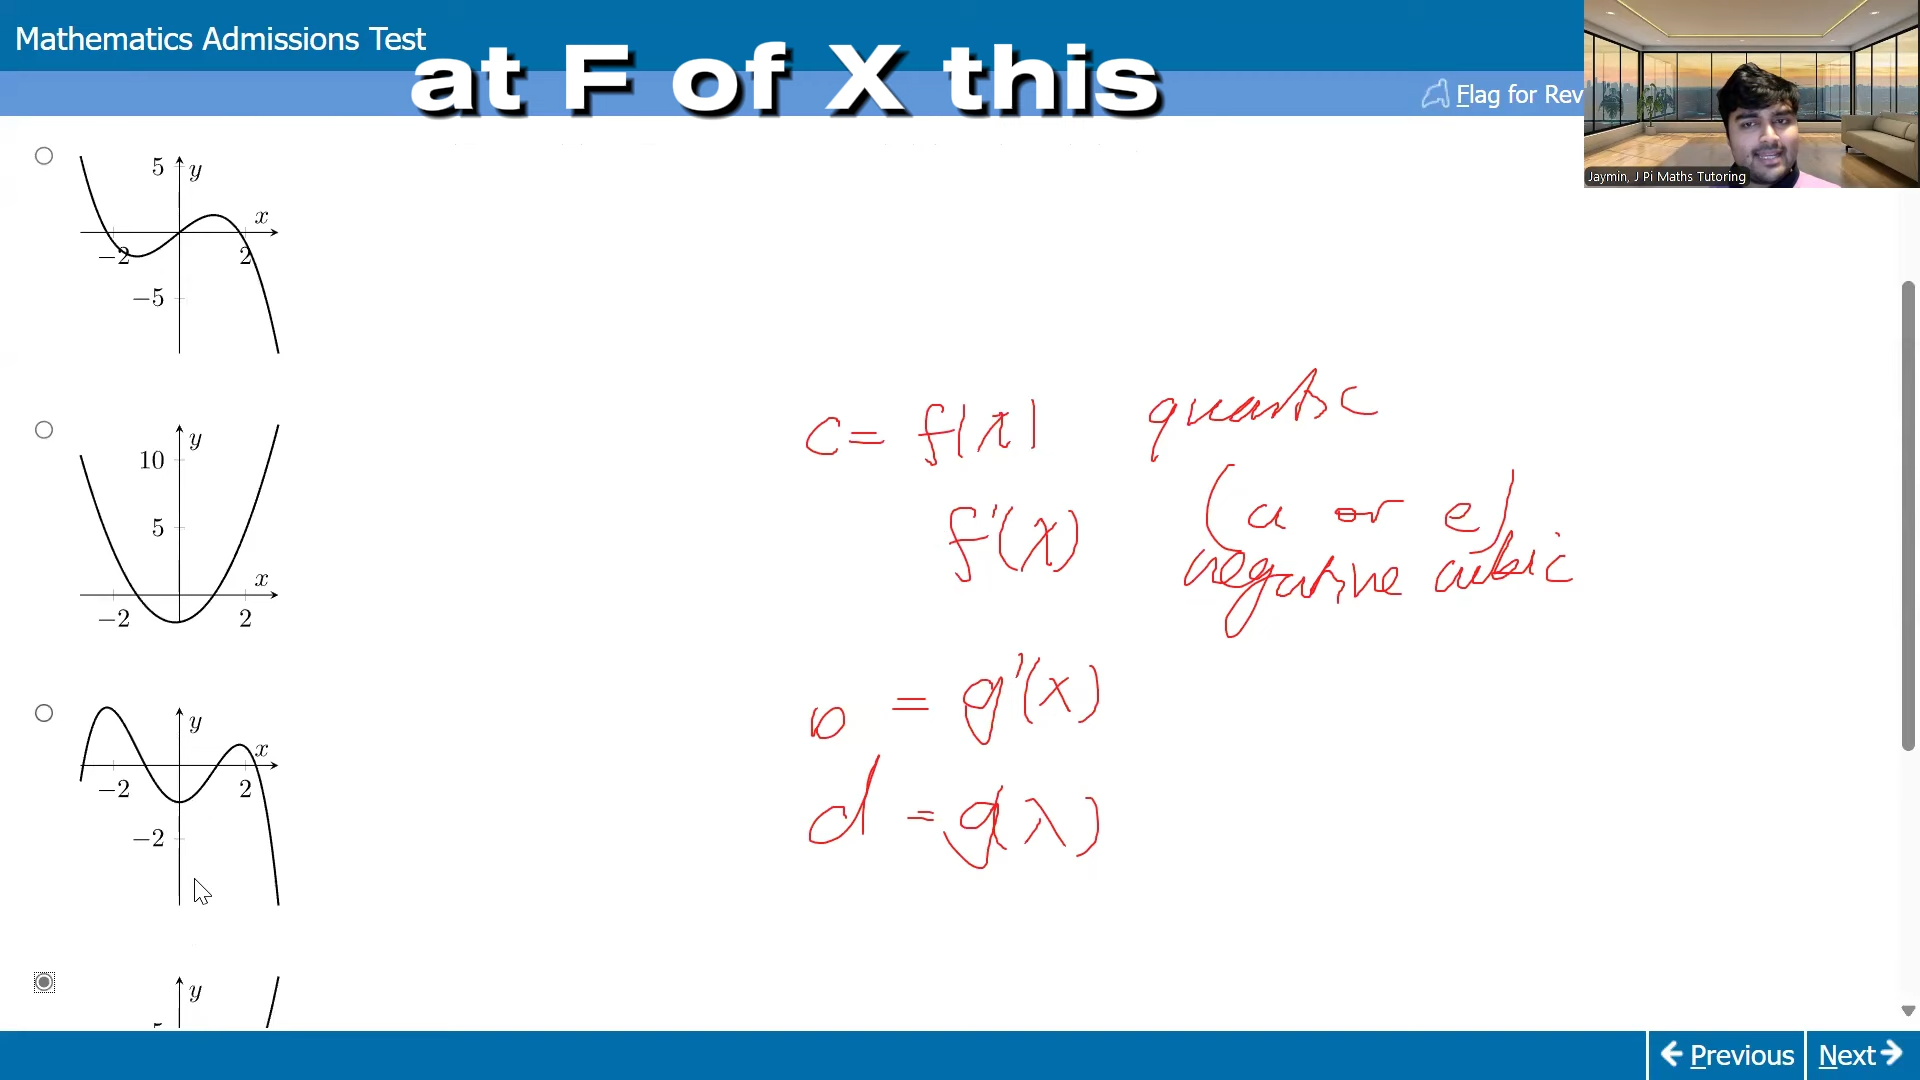 Mathematics Admissions Test
at F of X this
Flag for Rev
Jaymin, J Pi Maths Tutoring
5 y
x
−2 2
−5
y
10
5
x
−2 2
y
x
−2 2
−2
y
c = f(x) quartic
f'(x) (a or e)
negative cubic
b = g'(x)
d = g(x)
Previous Next